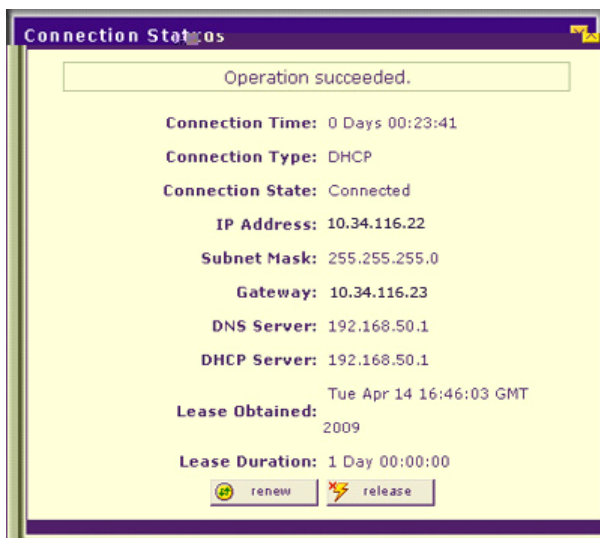 Connection Status
Operation succeeded.
Connection Time: 0 Days 00:23:41
Connection Type: DHCP
Connection State: Connected
IP Address: 10.34.116.22
Subnet Mask: 255.255.255.0
Gateway: 10.34.116.23
DNS Server: 192.168.50.1
DHCP Server: 192.168.50.1
Lease Obtained: Tue Apr 14 16:46:03 GMT
2009
Lease Duration: 1 Day 00:00:00
renew release